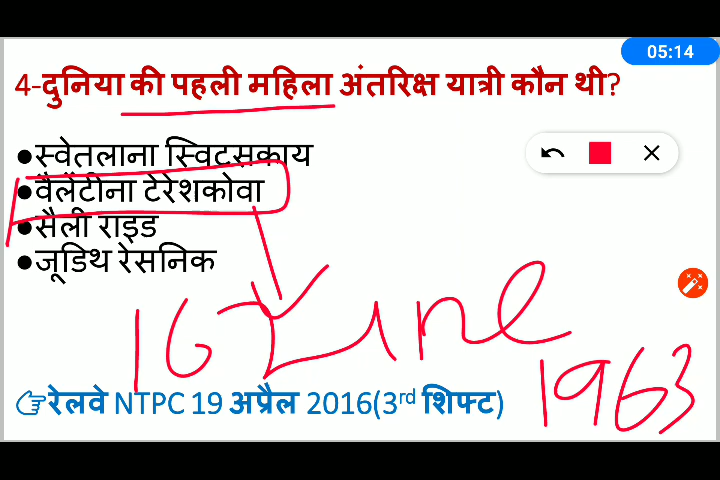 05:14
4-दुनिया की पहली महिला अंतरिक्ष यात्री कौन थी?
●स्वेतलाना स्विटसकाय
●वैलेंटीना टेरेशकोवा
●सैली राइड
●जूडिथ रेसनिक
16 June
1963
👉रेलवे NTPC 19 अप्रैल 2016(3rd शिफ्ट)